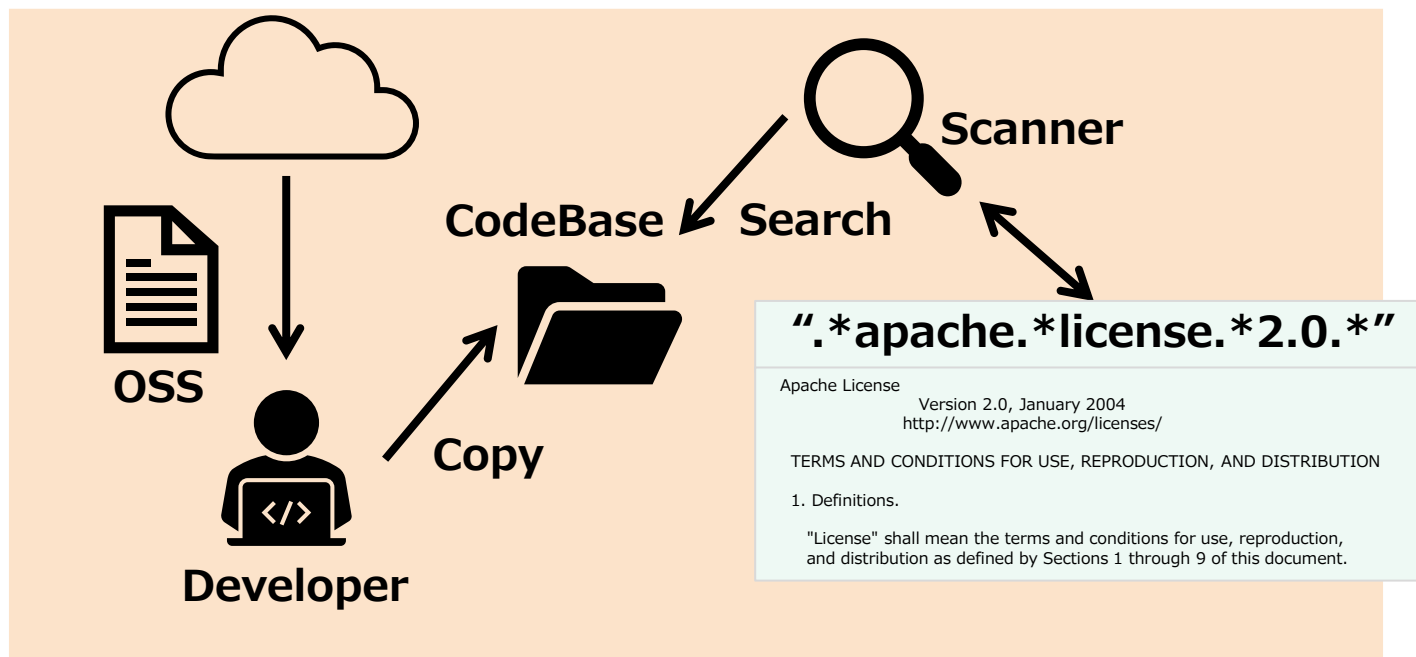 Scanner
CodeBase
Search
OSS
Copy
</>
Developer
“.*apache.*license.*2.0.*”
Apache License
Version 2.0, January 2004
http://www.apache.org/licenses/
TERMS AND CONDITIONS FOR USE, REPRODUCTION, AND DISTRIBUTION
1. Definitions.
"License" shall mean the terms and conditions for use, reproduction,
and distribution as defined by Sections 1 through 9 of this document.